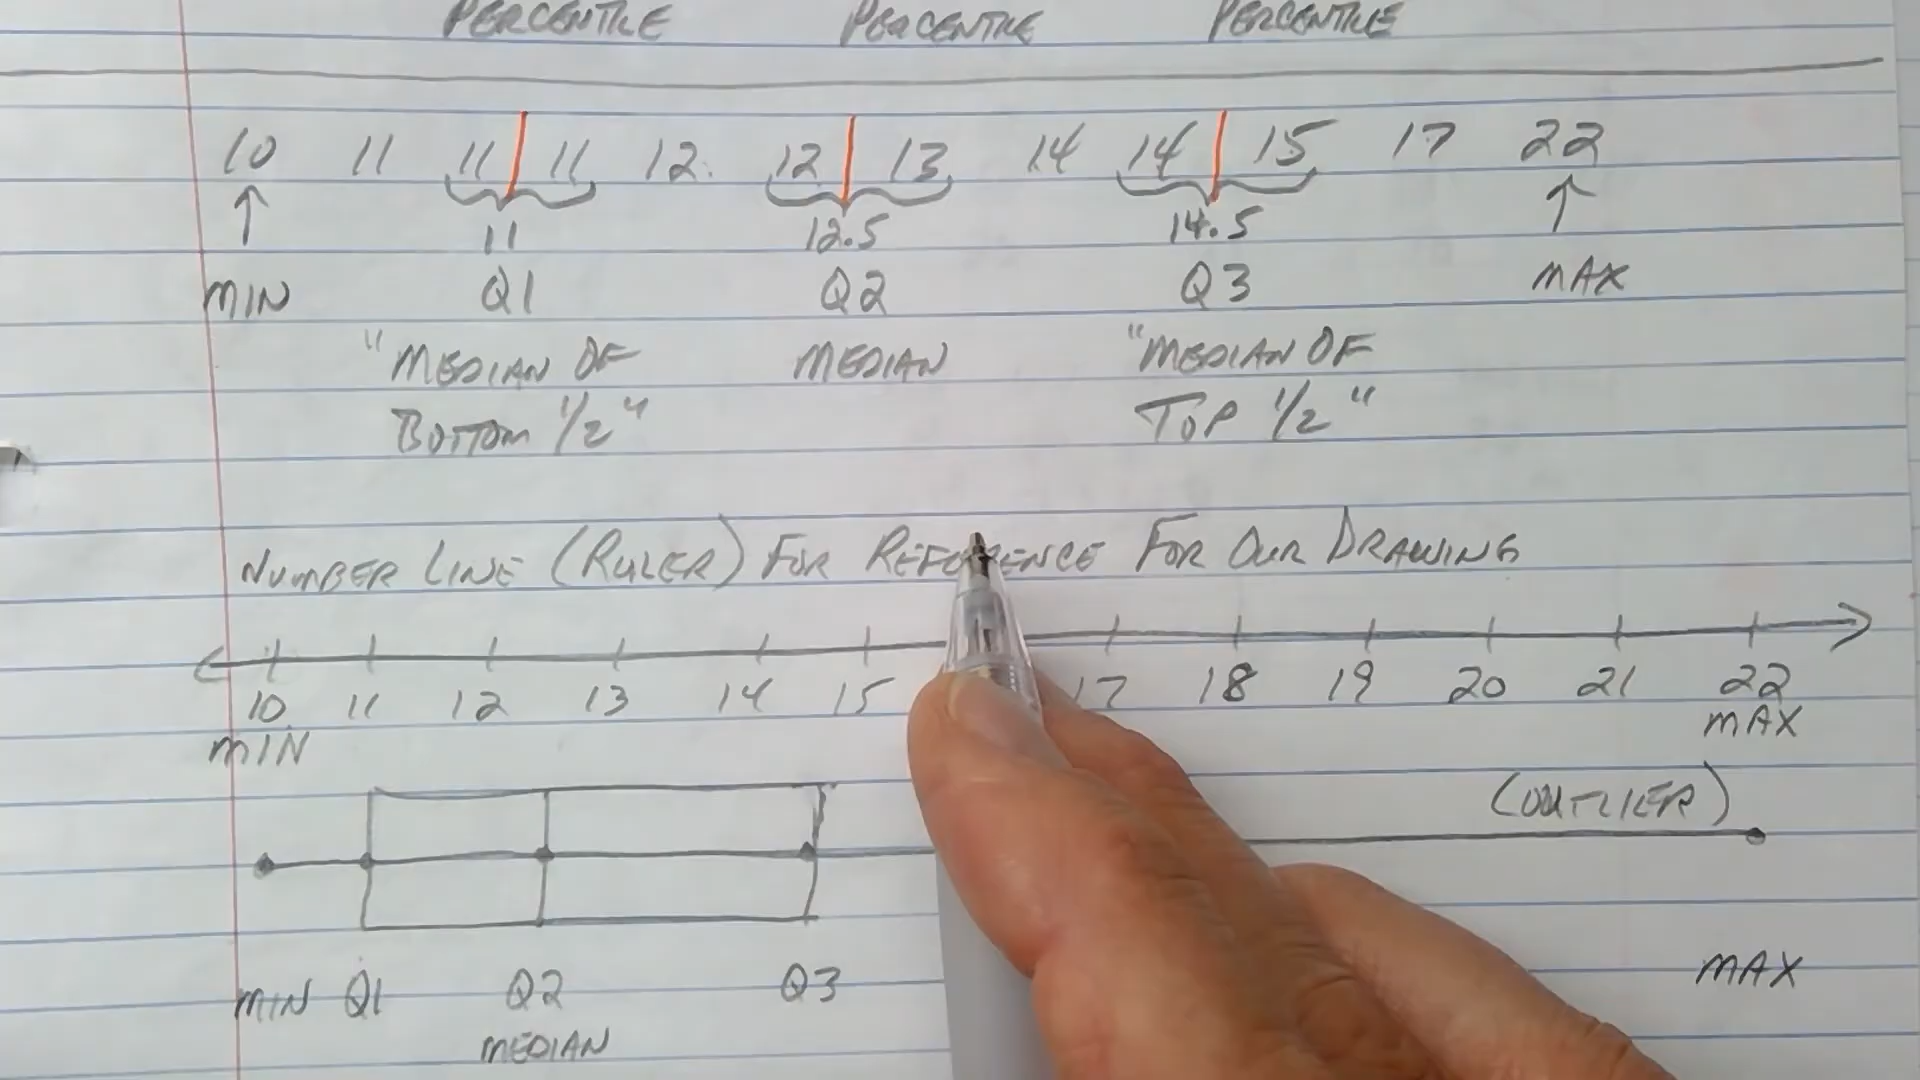 PERCENTILE PERCENTILE PERCENTILE
10 11 11 11 12 12 13 14 14 15 17 22
11 12.5 14.5
MIN Q1 Q2 Q3 MAX
"MEDIAN OF MEDIAN "MEDIAN OF
BOTTOM 1/2" TOP 1/2"
NUMBER LINE (RULER) FOR REFERENCE FOR OUR DRAWING
10 11 12 13 14 15 17 18 19 20 21 22
MIN MAX
(OUTLIER)
MIN Q1 Q2 Q3 MAX
MEDIAN